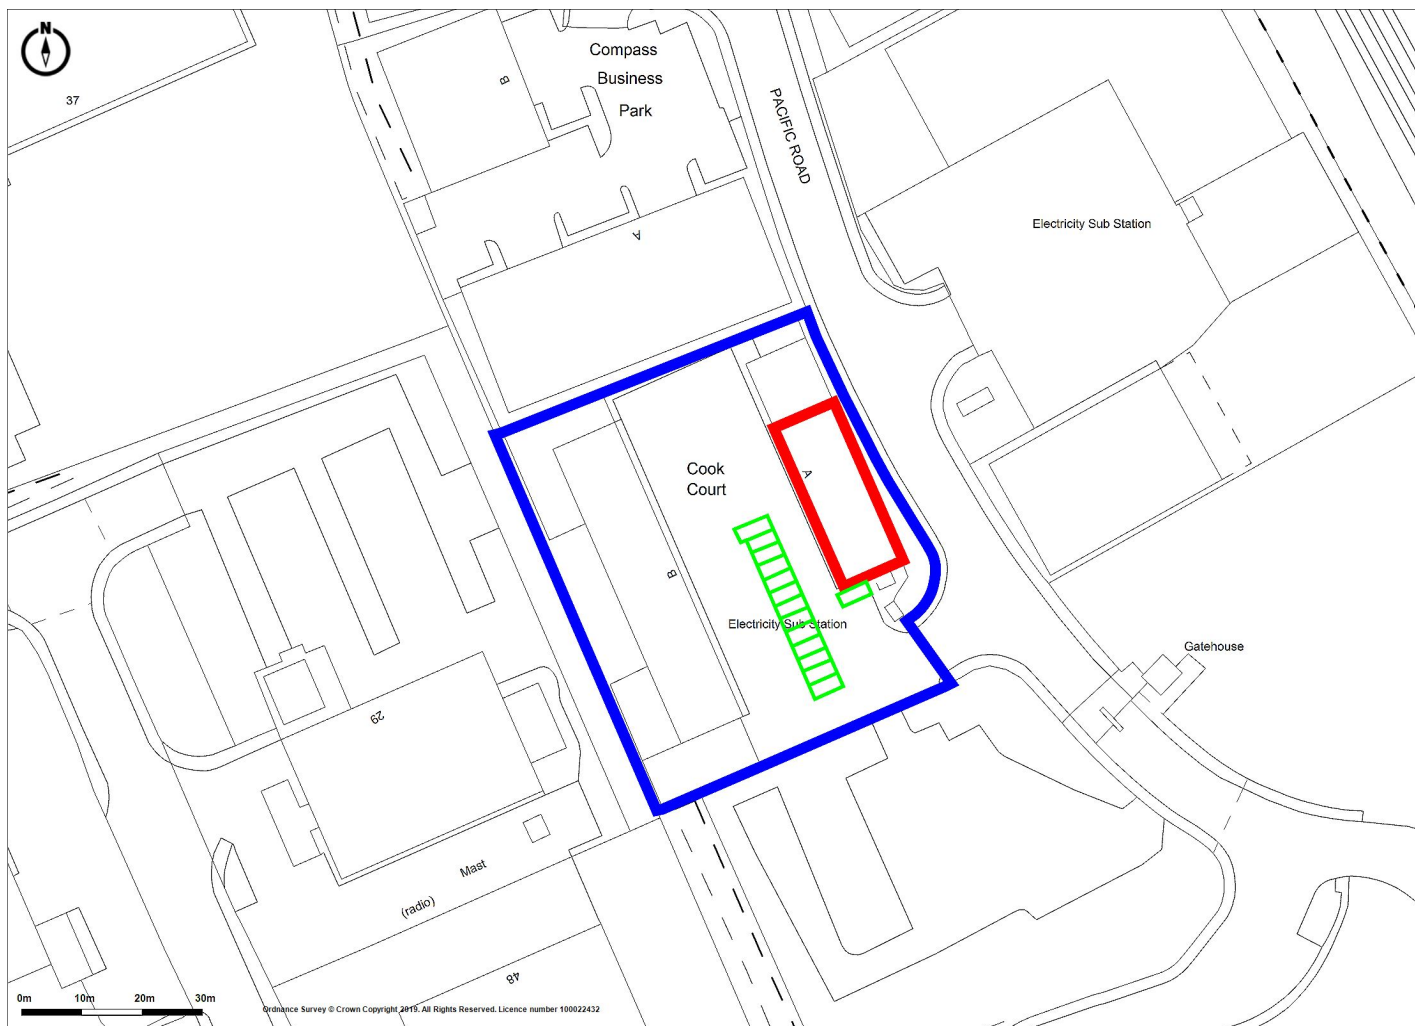 N
37
Compass
Business
Park
B
PACIFIC ROAD
A
Electricity Sub Station
Cook
Court
A
B
Electricity Sub Station
Gatehouse
29
Mast
(radio)
48
0m 10m 20m 30m
Ordnance Survey © Crown Copyright 2019. All Rights Reserved. Licence number 100022432